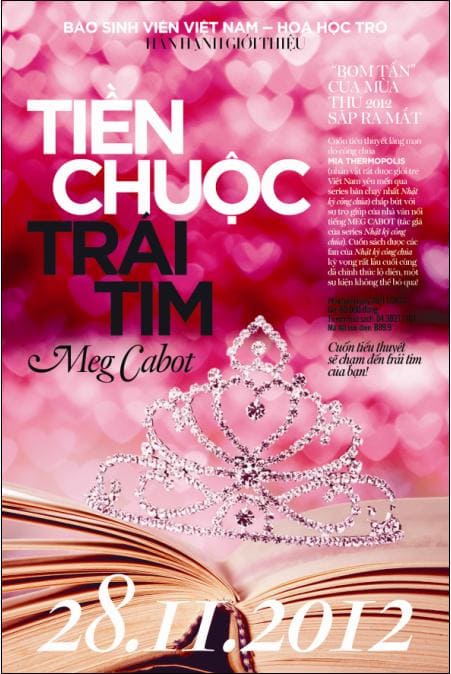 BÁO SINH VIÊN VIỆT NAM – HOA HỌC TRÒ
HÂN HẠNH GIỚI THIỆU
"BOM TẤN"
CỦA MÙA
THU 2012
SẮP RA MẮT
TIỀN
CHUỘC
TRÁI
TIM
Meg Cabot
Cuốn tiểu thuyết lãng mạn
do công chúa
MIA THERMOPOLIS
(nhân vật rất được giới trẻ
Việt Nam yêu mến qua
series bán chạy nhất Nhật
ký công chúa) chấp bút với
sự trợ giúp của nhà văn nổi
tiếng MEG CABOT (tác giả
của series Nhật ký công
chúa). Cuốn sách được các
fan của Nhật ký công chúa
kỳ vọng rất lâu cuối cùng
đã chính thức lộ diện, một
sự kiện không thể bỏ qua!
B89.9
Cuốn tiểu thuyết
sẽ chạm đến trái tim
của bạn!
28.11.2012